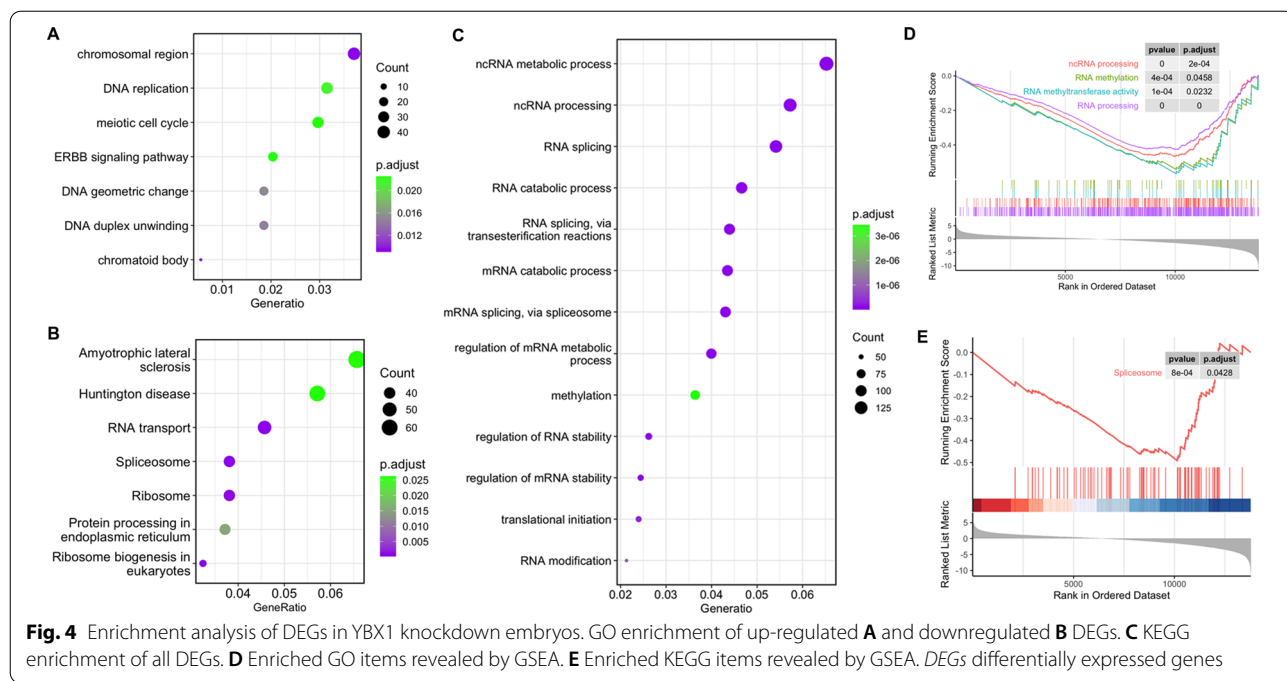 A
chromosomal region
DNA replication
meiotic cell cycle
ERBB signaling pathway
DNA geometric change
DNA duplex unwinding
chromatoid body
0.01 0.02 0.03
Generatio
Count
10
20
30
40
p.adjust
0.020
0.016
0.012
B
Amyotrophic lateral
sclerosis
Huntington disease
RNA transport
Spliceosome
Ribosome
Protein processing in
endoplasmic reticulum
Ribosome biogenesis in
eukaryotes
0.04 0.05 0.06
GeneRatio
Count
40
50
60
p.adjust
0.025
0.020
0.015
0.010
0.005
C
ncRNA metabolic process
ncRNA processing
RNA splicing
RNA catabolic process
RNA splicing, via
transesterification reactions
mRNA catabolic process
mRNA splicing, via spliceosome
regulation of mRNA metabolic
process
methylation
regulation of RNA stability
regulation of mRNA stability
translational initiation
RNA modification
0.02 0.03 0.04 0.05 0.06
Generatio
p.adjust
3e-06
2e-06
1e-06
Count
50
75
100
125
D
pvalue p.adjust
ncRNA processing 0 2e-04
RNA methylation 4e-04 0.0458
RNA methyltransferase activity 1e-04 0.0232
RNA processing 0 0
Running Enrichment Score
0.0
-0.2
-0.4
Ranked List Metric
5
0
-5
-10
5000 10000
Rank in Ordered Dataset
E
pvalue p.adjust
Spliceosome 8e-04 0.0428
Running Enrichment Score
0.0
-0.1
-0.2
-0.3
-0.4
-0.5
Ranked List Metric
5
0
-5
-10
5000 10000
Rank in Ordered Dataset
Fig. 4 Enrichment analysis of DEGs in YBX1 knockdown embryos. GO enrichment of up-regulated A and downregulated B DEGs. C KEGG
enrichment of all DEGs. D Enriched GO items revealed by GSEA. E Enriched KEGG items revealed by GSEA. DEGs differentially expressed genes